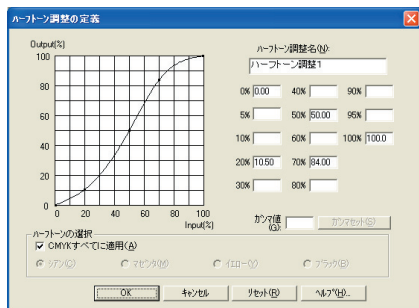 ハーフトーン調整の定義
Output(%)
100
80
60
40
20
0
0 20 40 60 80 100
Input(%)
ハーフトーン調整名(N):
ハーフトーン調整1
0% 0.00 40% 90%
5% 50% 50.00 95%
10% 60% 100% 100.0
20% 10.50 70% 84.00
30% 80%
ガンマ値(G): ガンマセット(S)
ハーフトーンの選択
CMYKすべてに適用(A)
シアン(C) マゼンタ(M) イエロー(Y) ブラック(B)
OK キャンセル リセット(R) ヘルプ(H)...